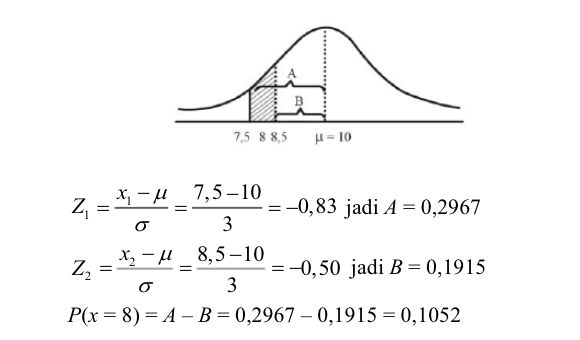 A
B
7,5 8 8,5 μ = 10
Z₁ = (x₁ – μ)/σ = (7,5 – 10)/3 = –0,83 jadi A = 0,2967
Z₂ = (x₂ – μ)/σ = (8,5 – 10)/3 = –0,50 jadi B = 0,1915
P(x = 8) = A – B = 0,2967 – 0,1915 = 0,1052